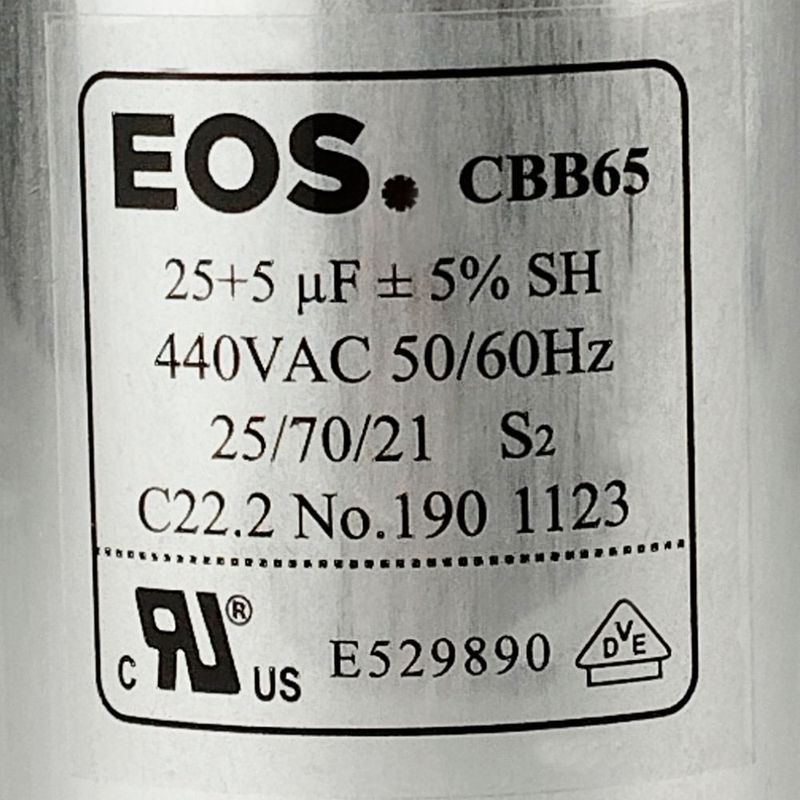 EOS. CBB65
25+5 µF ± 5% SH
440VAC 50/60Hz
25/70/21 S2
C22.2 No.190 1123
c RU ® US E529890 DVE